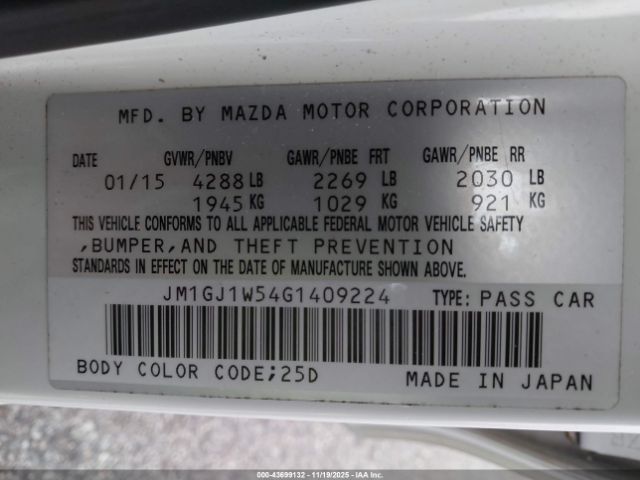 MFD. BY MAZDA MOTOR CORPORATION
DATE GVWR/PNBV GAWR/PNBE FRT GAWR/PNBE RR
01/15 4288 LB 2269 LB 2030 LB
1945 KG 1029 KG 921 KG
THIS VEHICLE CONFORMS TO ALL APPLICABLE FEDERAL MOTOR VEHICLE SAFETY
,BUMPER,AND THEFT PREVENTION
STANDARDS IN EFFECT ON THE DATE OF MANUFACTURE SHOWN ABOVE.
JM1GJ1W54G1409224 TYPE: PASS CAR
BODY COLOR CODE;25D MADE IN JAPAN
000-43699132 - 11/19/2025 - IAAI.COM